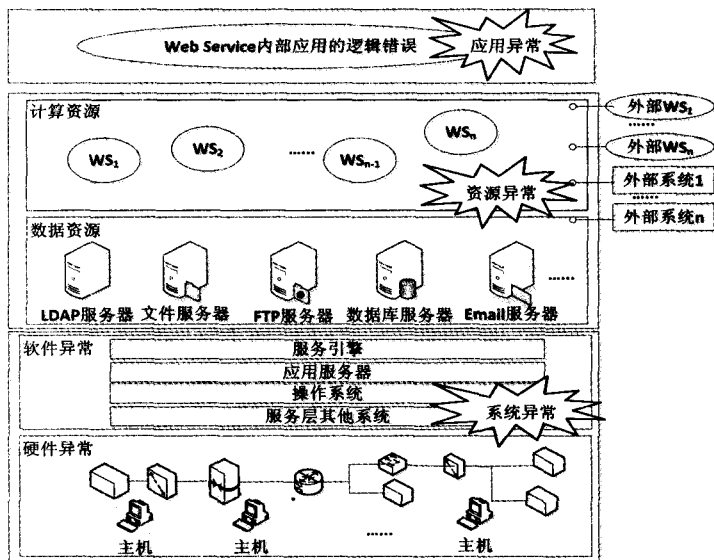 Web Service内部应用的逻辑错误
应用异常
计算资源
外部WS₁
......
WS₁
WS₂
......
WSₙ₋₁
WSₙ
外部WSₙ
资源异常
外部系统1
......
数据资源
外部系统n
......
LDAP服务器 文件服务器 FTP服务器 数据库服务器 Email服务器
软件异常
服务引擎
应用服务器
操作系统
服务层其他系统
系统异常
硬件异常
主机
主机
......
主机